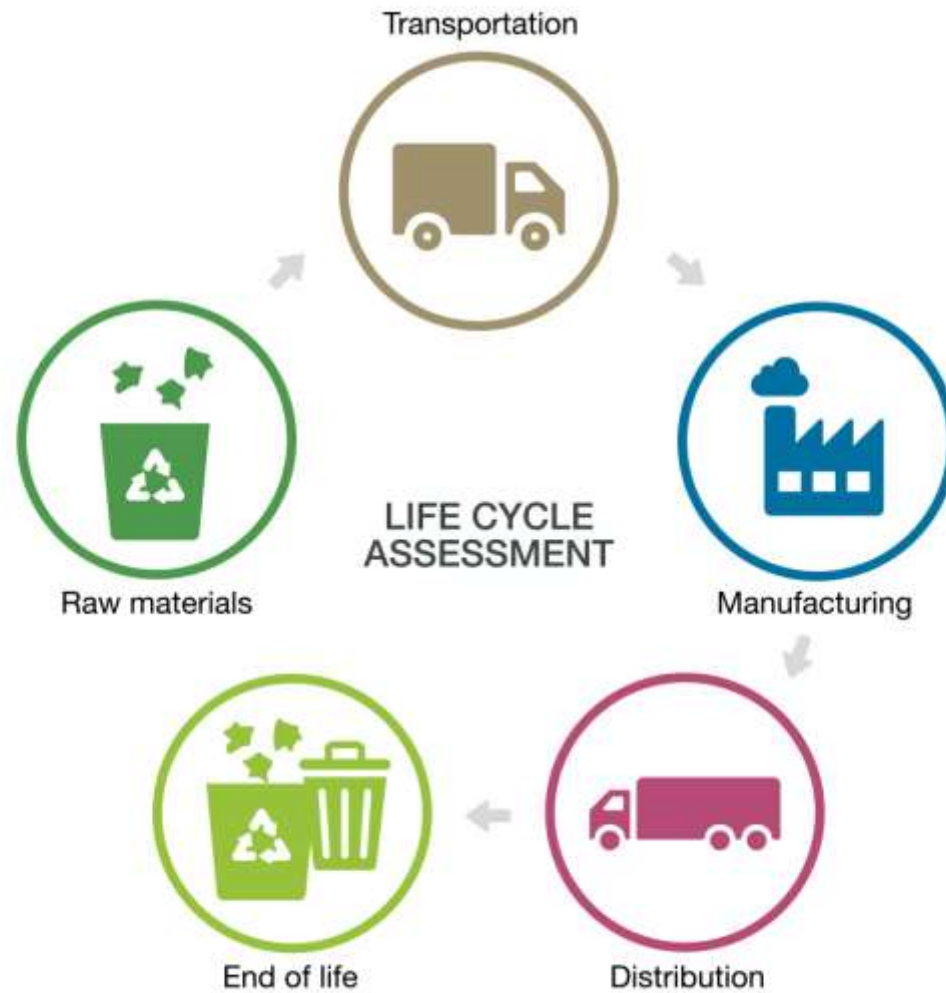 Transportation
Raw materials
LIFE CYCLE
ASSESSMENT
Manufacturing
End of life
Distribution